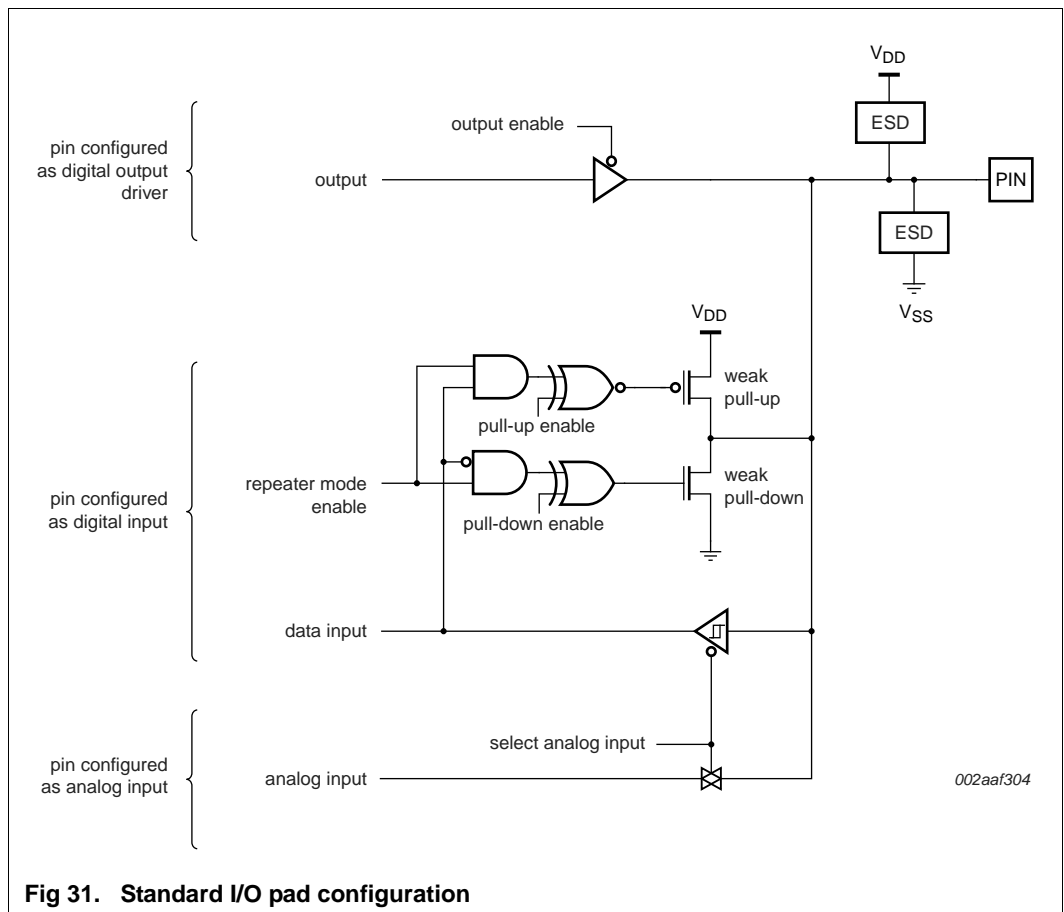 VDD
ESD
output enable
pin configured
as digital output
driver
output
PIN
ESD
VSS
VDD
weak
pull-up
pull-up enable
pin configured
as digital input
repeater mode
enable
weak
pull-down
pull-down enable
data input
select analog input
pin configured
as analog input
analog input
002aaf304
Fig 31. Standard I/O pad configuration